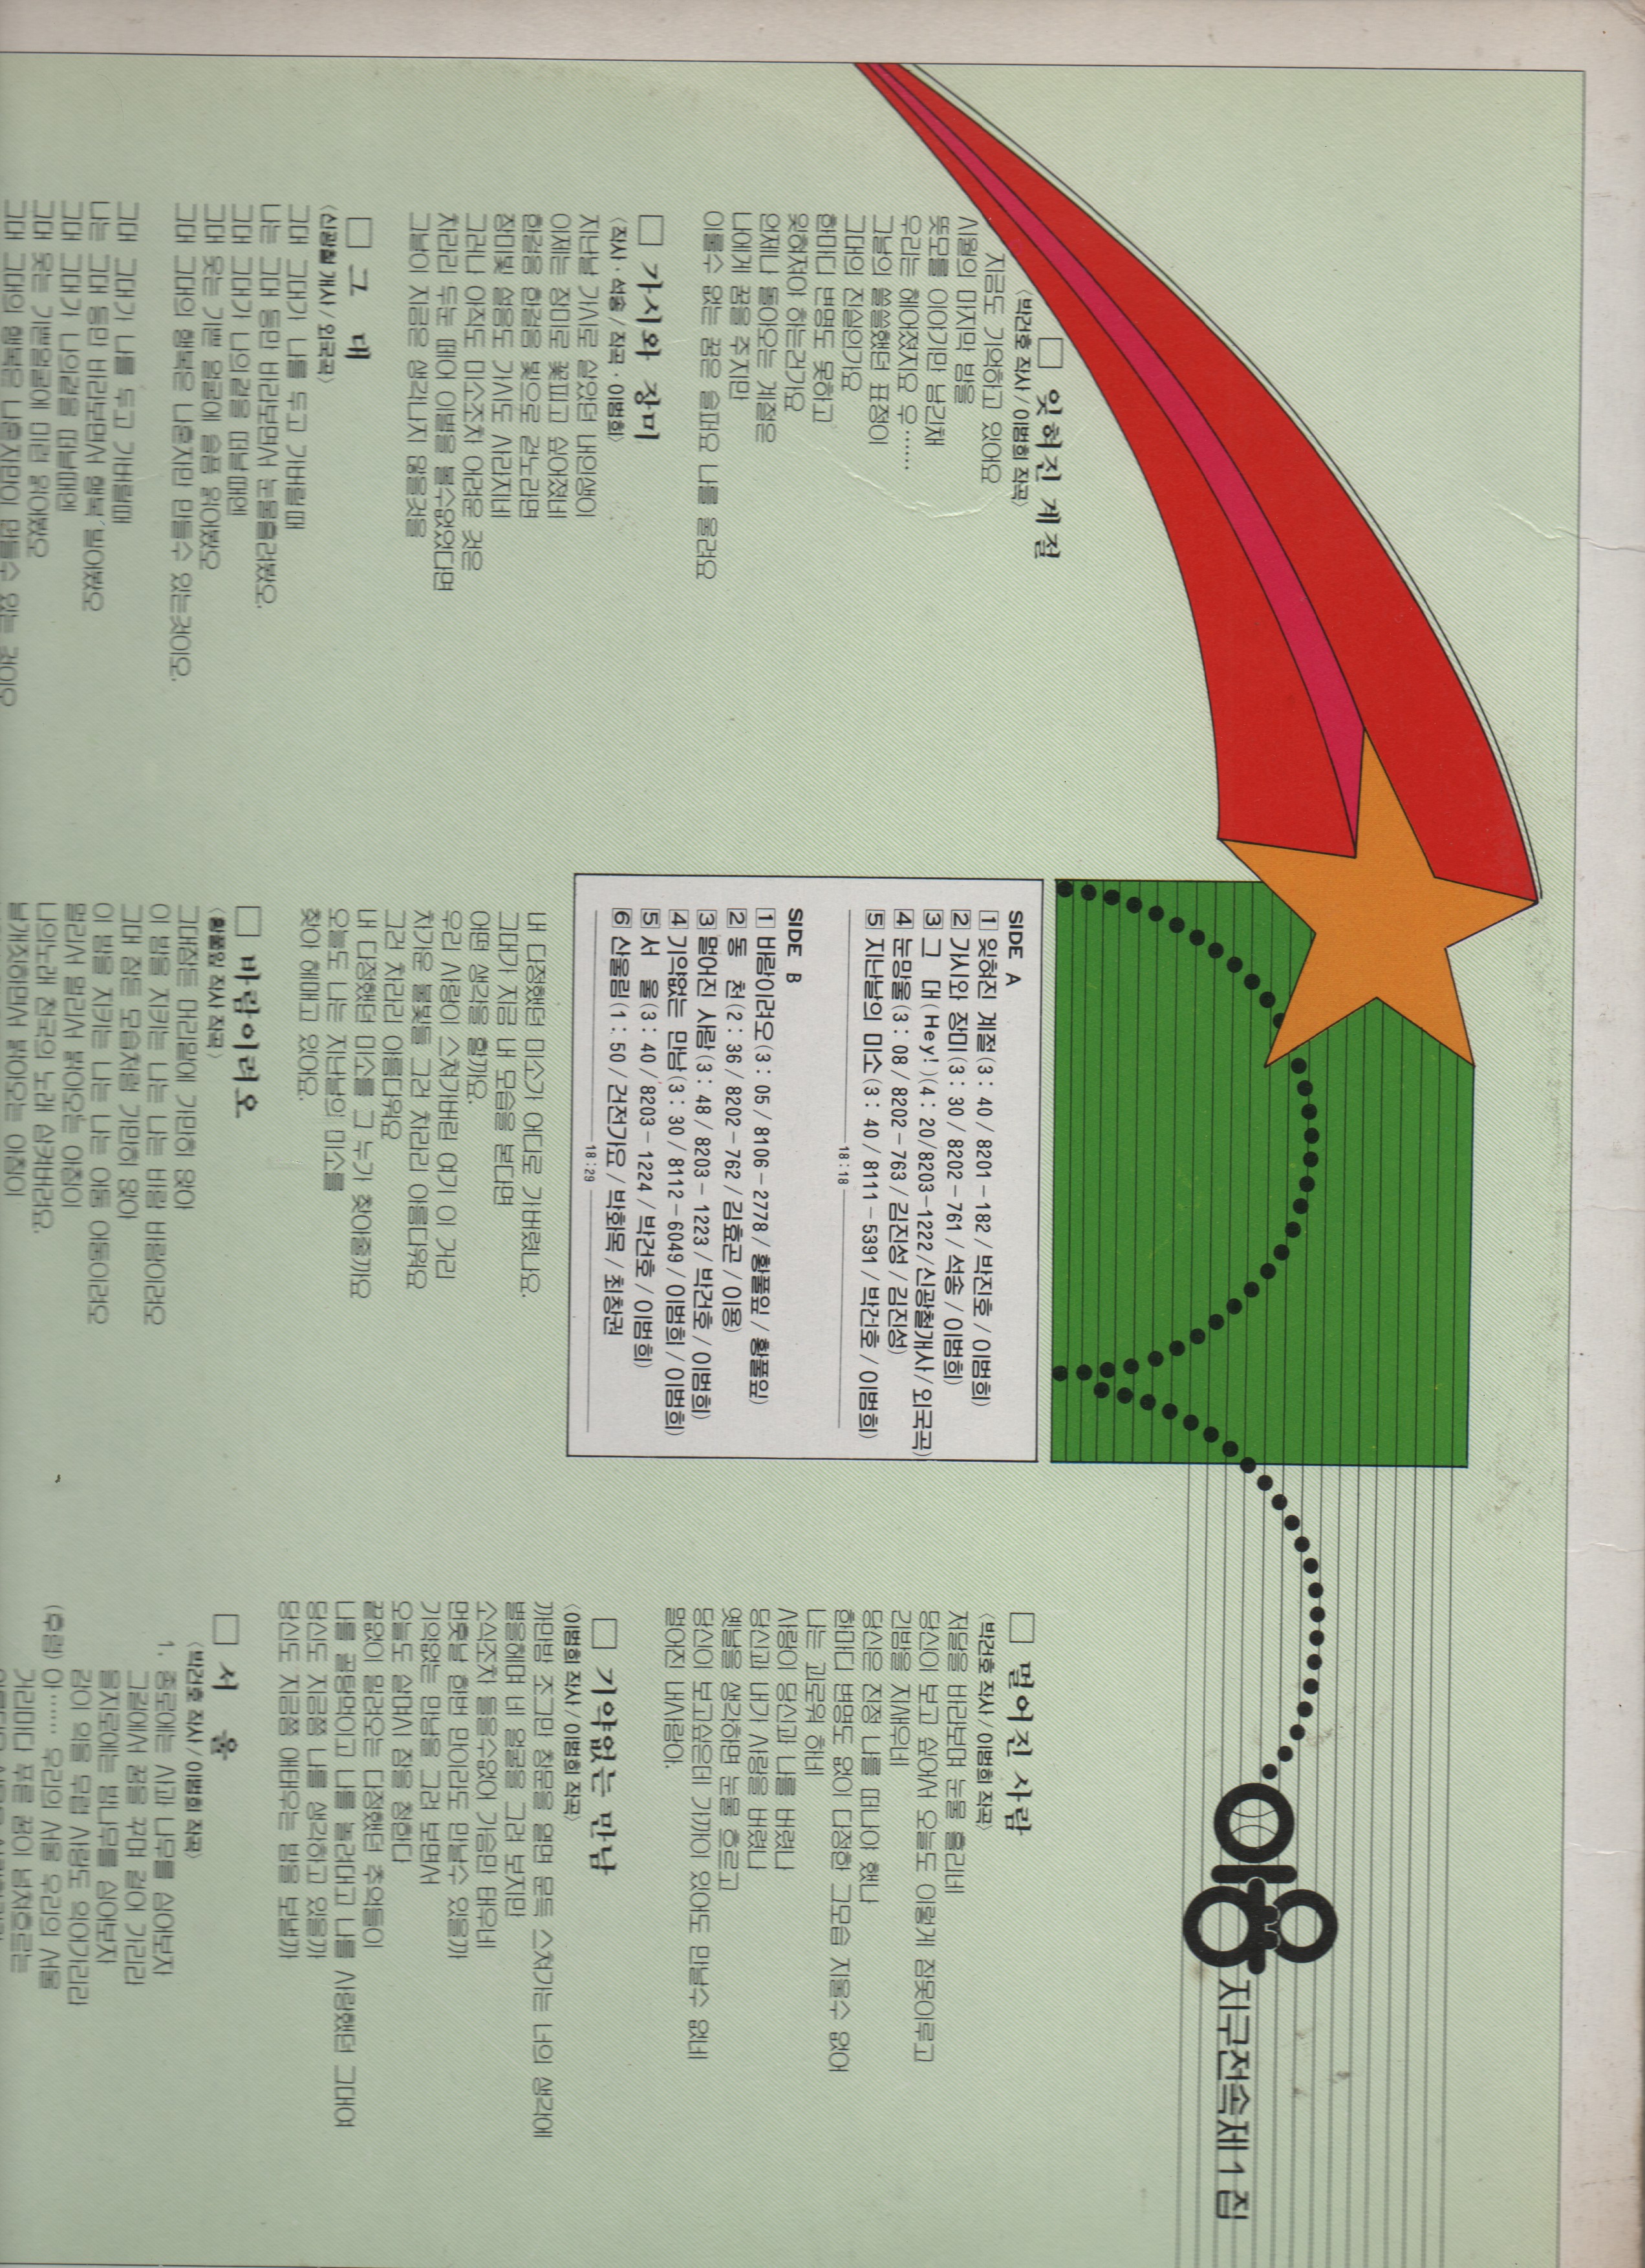 이용
지구전속제 1 집
□ 잊혀진 계절
〈박건호 작사 / 이범희 작곡〉
지금도 기억하고 있어요
시월의 마지막 밤을
뜻모를 이야기만 남긴채
우리는 헤어졌지요 우……
그날의 쓸쓸했던 표정이
그대의 진실인가요
한마디 변명도 못하고
잊혀져야 하는건가요
언제나 돌아오는 계절은
나에게 꿈을 주지만
이룰수 없는 꿈은 슬퍼요 나를 울려요
□ 가시와 장미
〈작사 · 석송 / 작곡 · 이범희〉
지난날 가시로 살았던 내인생이
이제는 장미로 꽃피고 싶어졌네
한걸음 한걸음 빛으로 걷노라면
장미빛 설움도 가시도 사라지네
그러나 아직도 미소조차 어려운 것은
차라리 두눈 떼어 이별을 볼수없었다면
그날이 지금은 생각나지 않을것을
□ 그 대
〈신광철 개사 / 외국곡〉
그대 그대가 나를 두고 가버릴때
나는 그대 등만 바라보면서 눈물흘려봤오.
그대 그대가 나의곁을 떠날때에
그대 웃는 기쁜 얼굴에 슬픔 읽어봤오
그대 그대의 행복은 나혼자만 만들수 있는것이오.
그대 그대가 나를 두고 가버릴때
나는 그대 등만 바라보면서 행복 빌어봤오
그대 그대가 나의곁을 떠날때에
그대 웃는 기쁜얼굴에 미련 읽어봤오
그대 그대의 행복은 나혼자만이 만들수 있는 것이오
SIDE A
1 잊혀진 계절(3 : 40 / 8201 - 182 / 박건호 / 이범희)
2 가시와 장미(3 : 30 / 8202 - 761 / 석송 / 이범희)
3 그 대(Hey!)(4 : 20/8203-1222/신광철개사/외국곡)
4 눈망울(3 : 08 / 8202 - 763 / 김진성 / 김진성)
5 지난날의 미소(3 : 40 / 8111 - 5391 / 박건호 / 이범희)
18 : 18
SIDE B
1 바람이려오(3 : 05 / 8106 - 2778 / 황풀잎 / 황풀잎)
2 동 천(2 : 36 / 8202 - 762 / 김효근 / 이용)
3 멀어진 사람(3 : 48 / 8203 - 1223 / 박건호 / 이범희)
4 기약없는 만남(3 : 30 / 8112 - 6049 / 이범희 / 이범희)
5 서 울(3 : 40 / 8203 - 1224 / 박건호 / 이범희)
6 산울림(1 : 50 / 건전가요 / 박화목 / 최창권
18 : 29
내 다정했던 미소가 어디로 가버렸나요.
그대가 지금 내 모습을 본다면
어떤 생각을 할까요.
우리 사랑이 스쳐가버린 여기 이 거리
차가운 불빛들 그건 차라리 아름다워요
그건 차라리 아름다워요
내 다정했던 미소를 그 누가 찾아줄까요
오늘도 나는 지난날의 미소를
찾아 헤매고 있어요.
□ 바람이려오
〈황풀잎 작사 작곡〉
그대잠든 머리맡에 가만히 앉아
이 밤을 지키는 나는 나는 바람 바람이려오
그대 잠든 모습처럼 가만히 앉아
이 밤을 지키는 나는 나는 어둠 어둠이려오
멀리서 멀리서 밝아오는 아침이
나의노래 천국의 노래 삼켜버려요.
날개짓하면서 밝아오는 아침이
□ 멀어진 사람
〈박건호 작사 / 이범희 작곡〉
저달을 바라보며 눈물 흘리네
당신이 보고 싶어서 오늘도 이렇게 잠못이루고
긴밤을 지새우네
당신은 진정 나를 떠나야 했나
한마디 변명도 없이 다정한 그모습 지울수 없어
나는 괴로워 하네
사랑이 당신과 나를 버렸나
당신과 내가 사랑을 버렸나
옛날을 생각하면 눈물 흐르고
당신이 보고싶은데 가까이 있어도 만날수 없네
멀어진 내사람아.
□ 기약없는 만남
〈이범희 작사 / 이범희 작곡〉
까만밤 조그만 창문을 열면 문득 스쳐가는 너의 생각에
별을헤며 네 얼굴을 그려 보지만
소식조차 들을수없어 가슴만 태우네
먼훗날 한번 만이라도 만날수 있을까
기약없는 만남을 그려 보면서
오늘도 살며시 잠을 청한다
끝없이 밀려오는 다정했던 추억들이
나를 골탕먹이고 나를 놀려대고 나를 사랑했던 그대여
당신도 지금쯤 나를 생각하고 있을까
당신도 지금쯤 애태우는 밤을 보낼까
□ 서 울
〈박건호 작사 / 이범희 작곡〉
1. 종로에는 사과 나무를 심어보자
그길에서 꿈을 꾸며 걸어 가리라
을지로에는 밤나무를 심어보자
감이 익을 무렵 사랑도 익어가리라
(후렴) 아…… 우리의 서울 우리의 서울
거리마다 푸른 꿈이 넘쳐흐르는